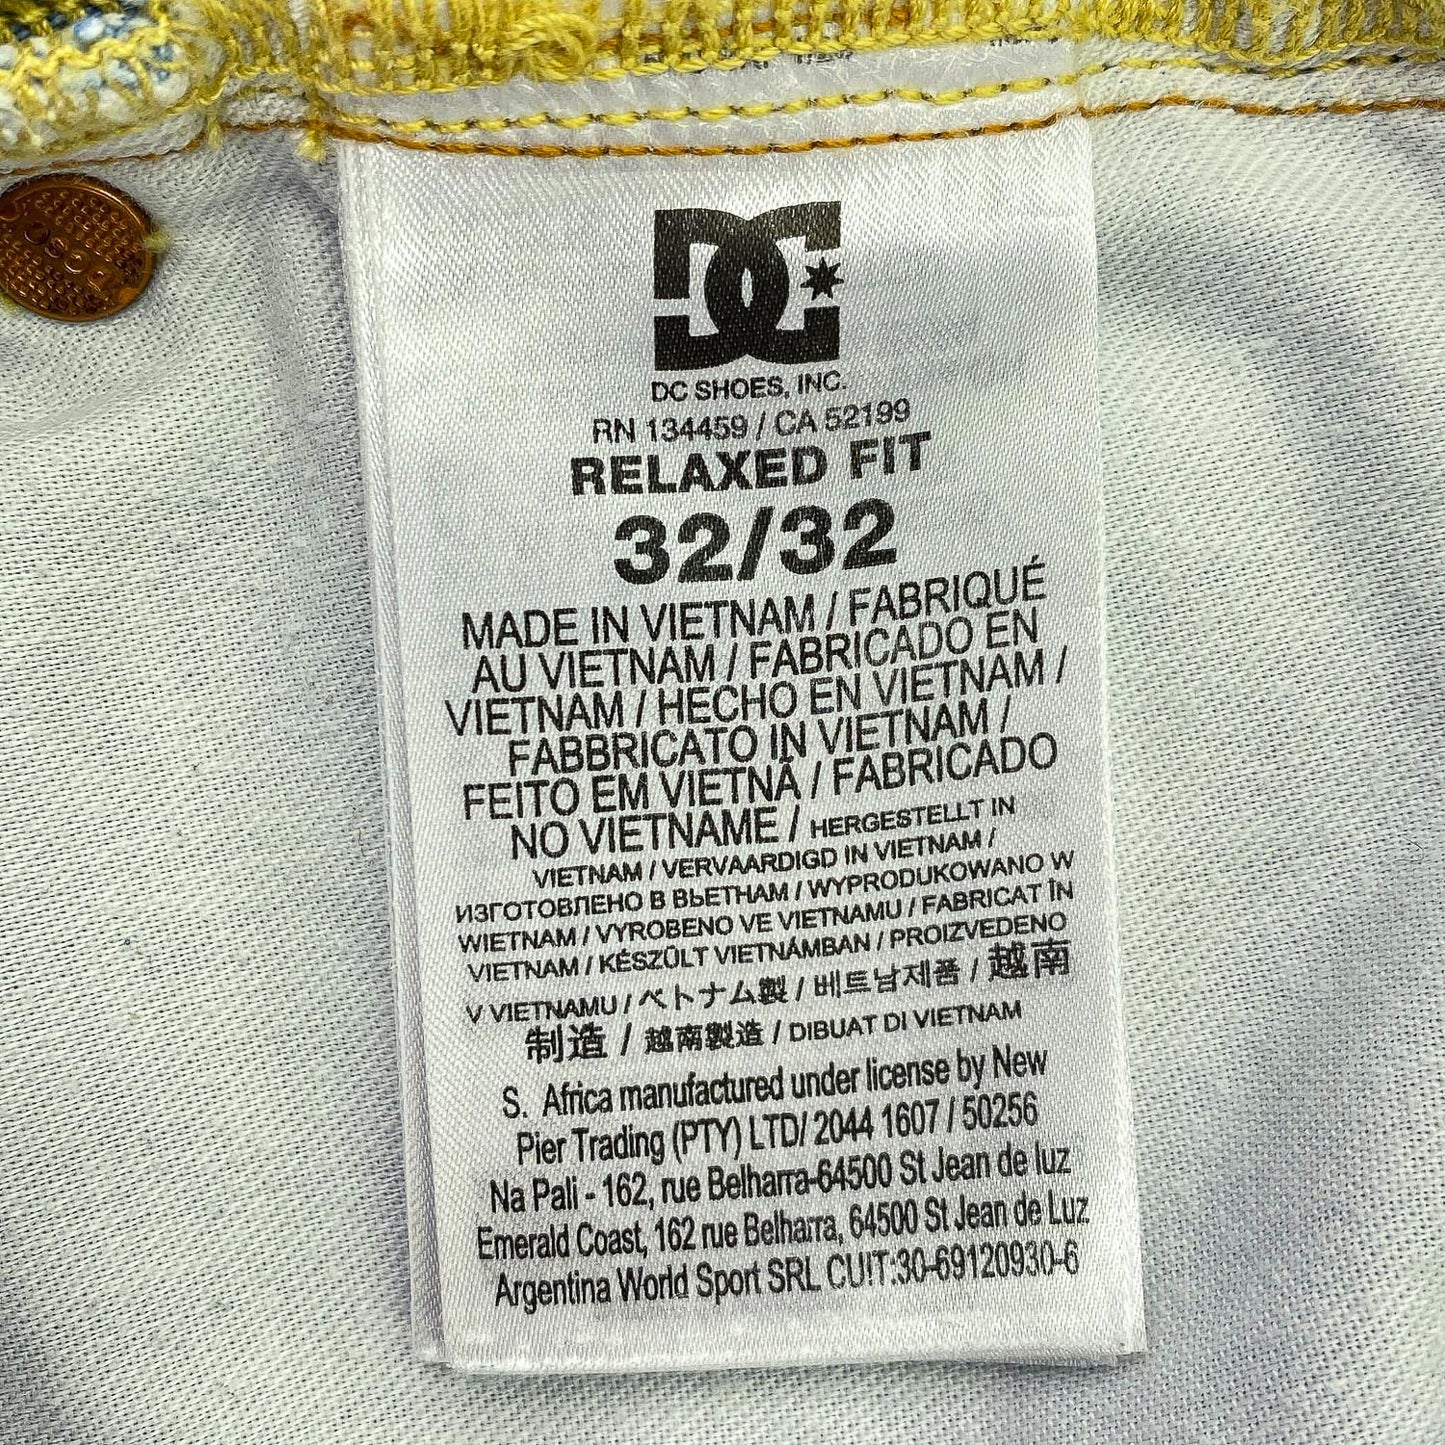 DC
DC SHOES, INC.
RN 134459 / CA 52199
RELAXED FIT
32/32
MADE IN VIETNAM / FABRIQUÉ
AU VIETNAM / FABRICADO EN
VIETNAM / HECHO EN VIETNAM /
FABBRICATO IN VIETNAM /
FEITO EM VIETNÃ / FABRICADO
NO VIETNAME / HERGESTELLT IN
VIETNAM / VERVAARDIGD IN VIETNAM /
ИЗГОТОВЛЕНО В ВЬЕТНАМ / WYPRODUKOWANO W
WIETNAM / VYROBENO VE VIETNAMU / FABRICAT ÎN
VIETNAM / KÉSZÜLT VIETNÁMBAN / PROIZVEDENO
V VIETNAMU / ベトナム製 / 베트남제품 / 越南
制造 / 越南製造 / DIBUAT DI VIETNAM
S. Africa manufactured under license by New
Pier Trading (PTY) LTD/ 2044 1607 / 50256
Na Pali - 162, rue Belharra-64500 St Jean de luz
Emerald Coast, 162 rue Belharra, 64500 St Jean de Luz
Argentina World Sport SRL CU!T:30-69120930-6